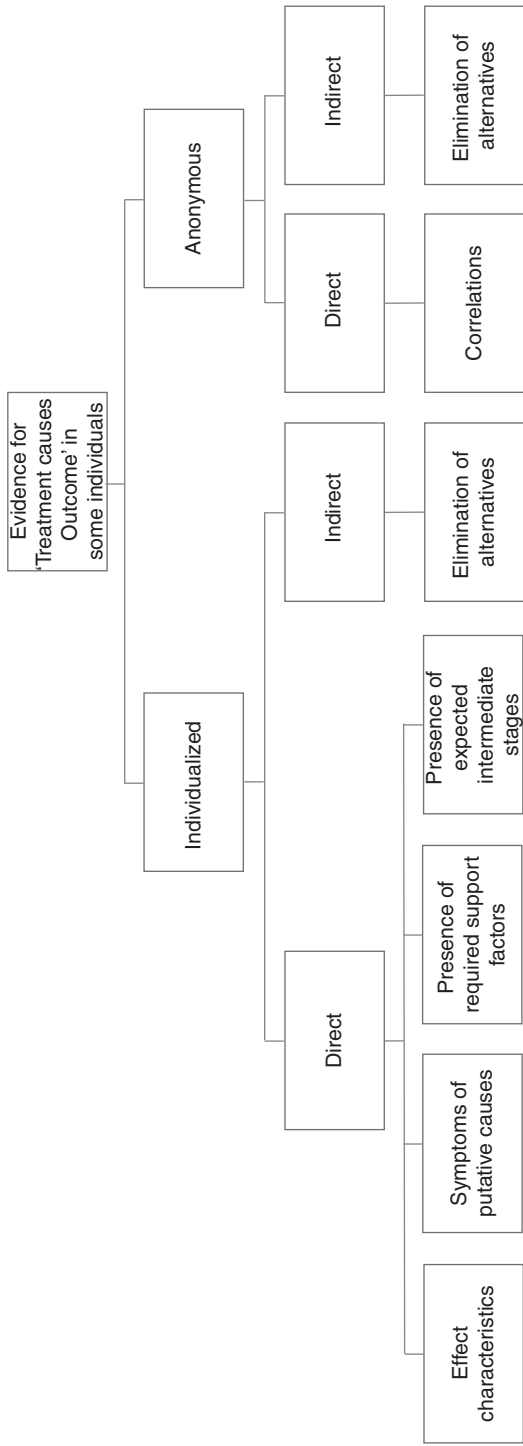 Evidence for
‘Treatment causes
Outcome’ in
some individuals
Individualized
Anonymous
Direct
Indirect
Direct
Indirect
Effect
characteristics
Symptoms of
putative causes
Presence of
required support
factors
Presence of
expected
intermediate
stages
Elimination of
alternatives
Correlations
Elimination of
alternatives